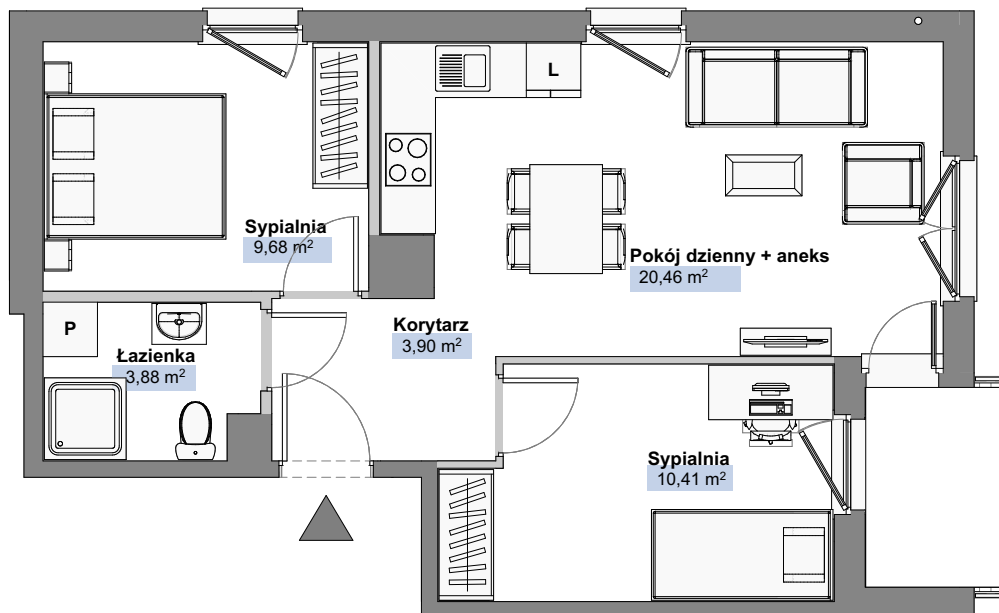 L
Sypialnia
9,68 m²
Pokój dzienny + aneks
20,46 m²
P
Łazienka
3,88 m²
Korytarz
3,90 m²
Sypialnia
10,41 m²